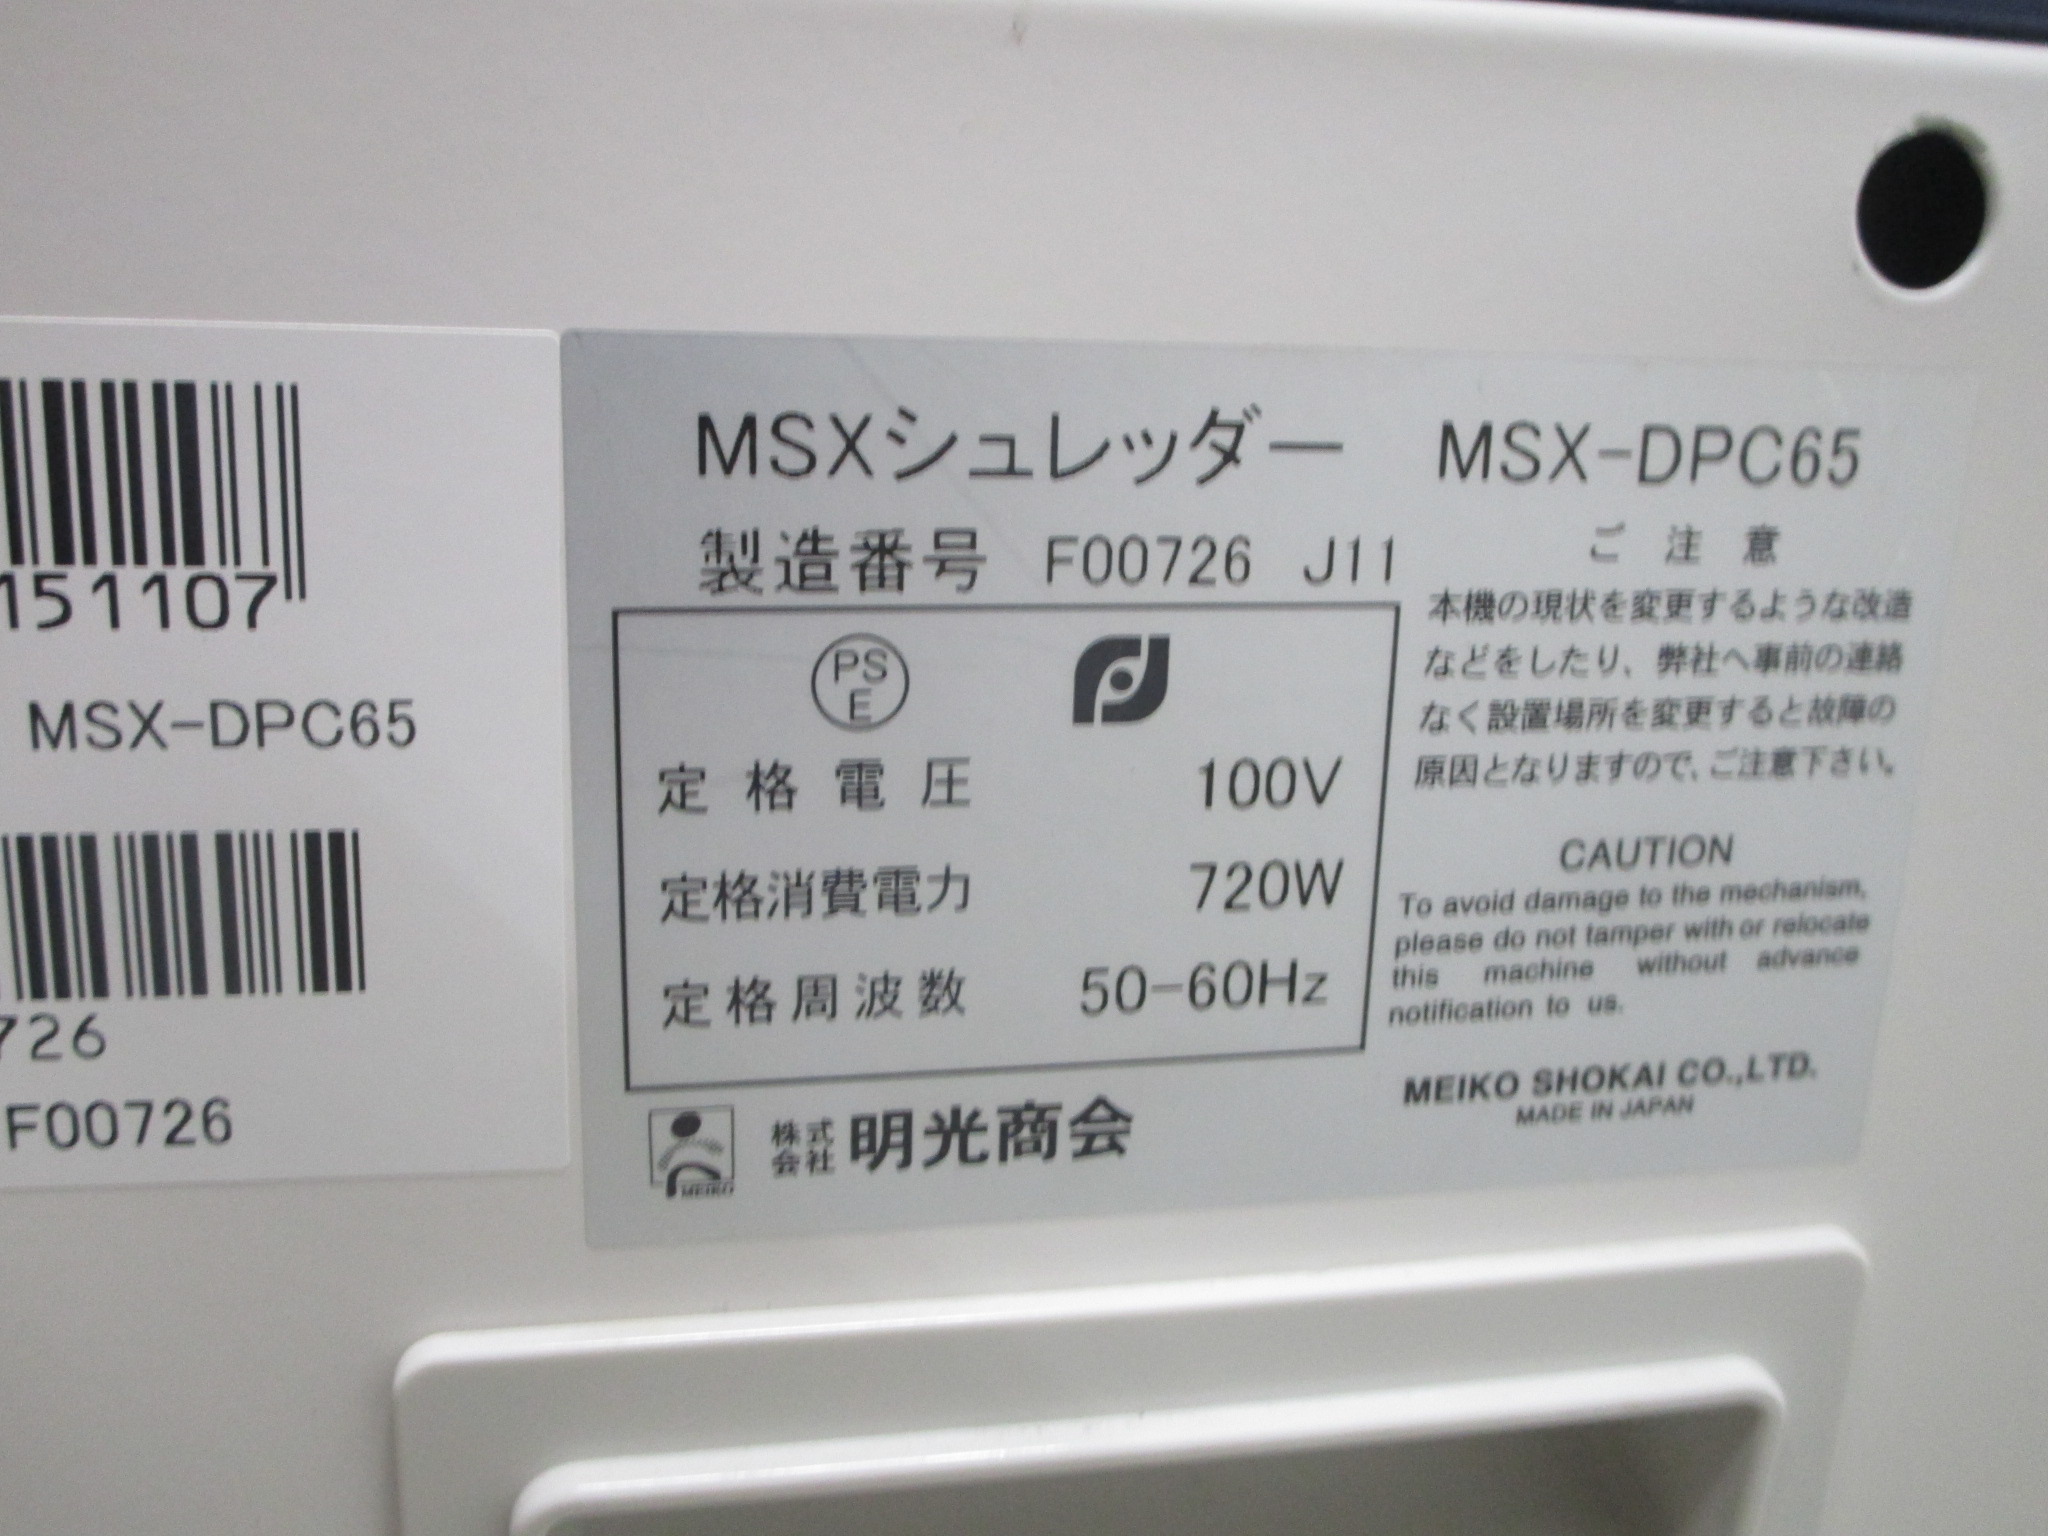 151107
MSX-DPC65
726
F00726
MSXシュレッダー MSX-DPC65
製造番号 F00726 J11
PS
E
定格電圧 100V
定格消費電力 720W
定格周波数 50-60Hz
MEIKO
株式
会社 明光商会
ご注意
本機の現状を変更するような改造
などをしたり、弊社へ事前の連絡
なく設置場所を変更すると故障の
原因となりますので、ご注意下さい。
CAUTION
To avoid damage to the mechanism,
please do not tamper with or relocate
this machine without advance
notification to us.
MEIKO SHOKAI CO.,LTD.
MADE IN JAPAN